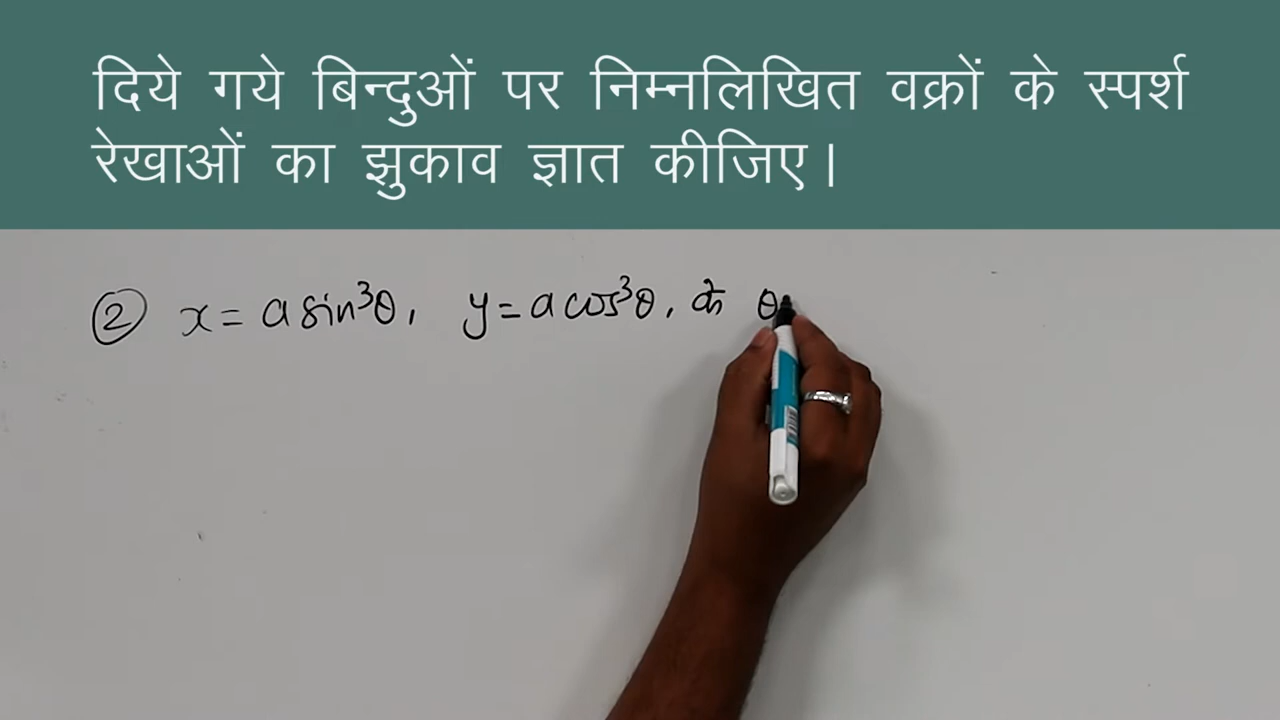 दिये गये बिन्दुओं पर निम्नलिखित वक्रों के स्पर्श
रेखाओं का झुकाव ज्ञात कीजिए।
② x = a sin³θ, y = a cos³θ, के θ